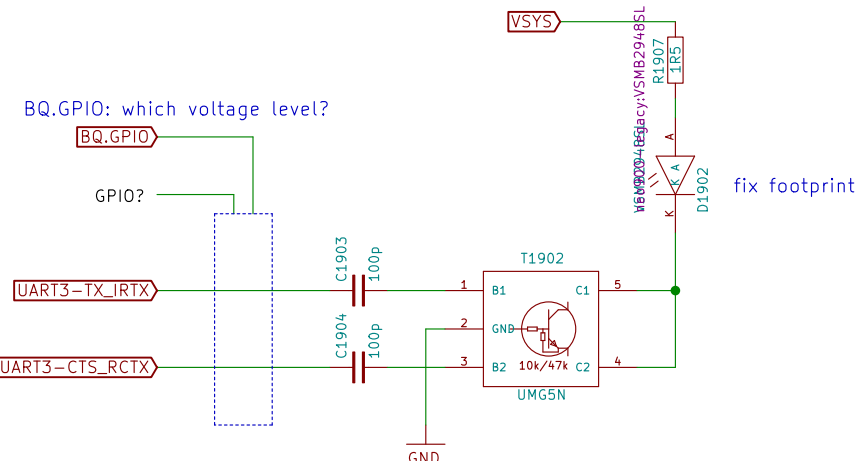 VSYS
R1907
1R5
legacy:VSMB2948SL
BQ.GPIO: which voltage level?
BQ.GPIO
GPIO?
A
A
K
K
D1902
fix footprint
UART3-TX_IRTX
C1903
100p
T1902
1
B1
C1
5
2
GND
UART3-CTS_RCTX
C1904
100p
3
B2
10k/47k
C2
4
UMG5N
GND